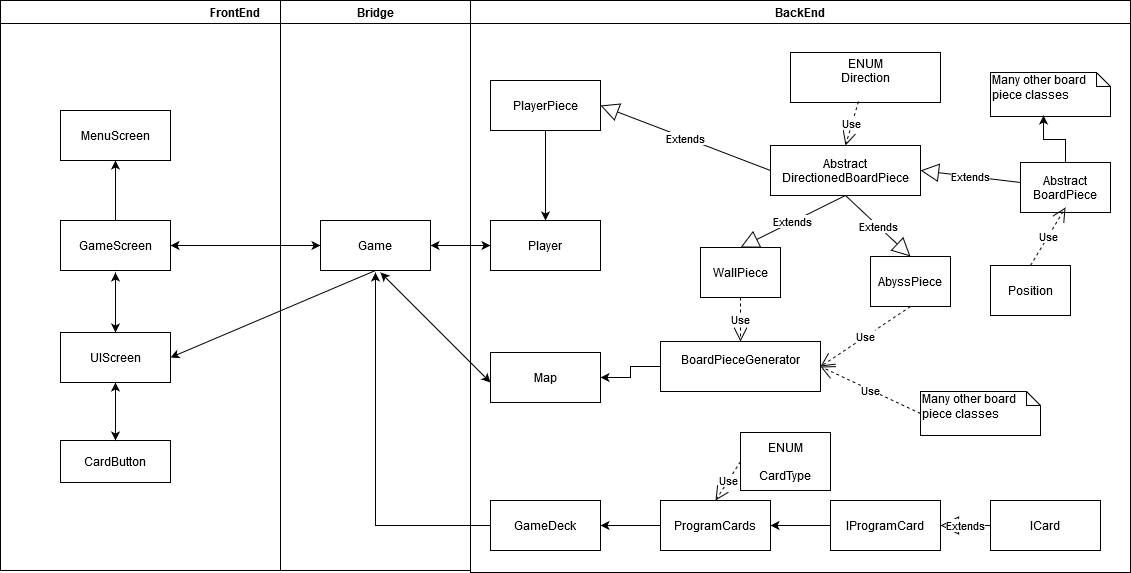 FrontEnd
Bridge
BackEnd
MenuScreen
GameScreen
UIScreen
CardButton
Game
PlayerPiece
Player
Map
GameDeck
ENUM
Direction
Use
Extends
Abstract
DirectionedBoardPiece
Extends
Many other board
piece classes
Abstract
BoardPiece
Use
Position
Extends
Extends
WallPiece
AbyssPiece
Use
Use
BoardPieceGenerator
Use
Many other board
piece classes
ENUM
CardType
Use
ProgramCards
IProgramCard
Extends
ICard